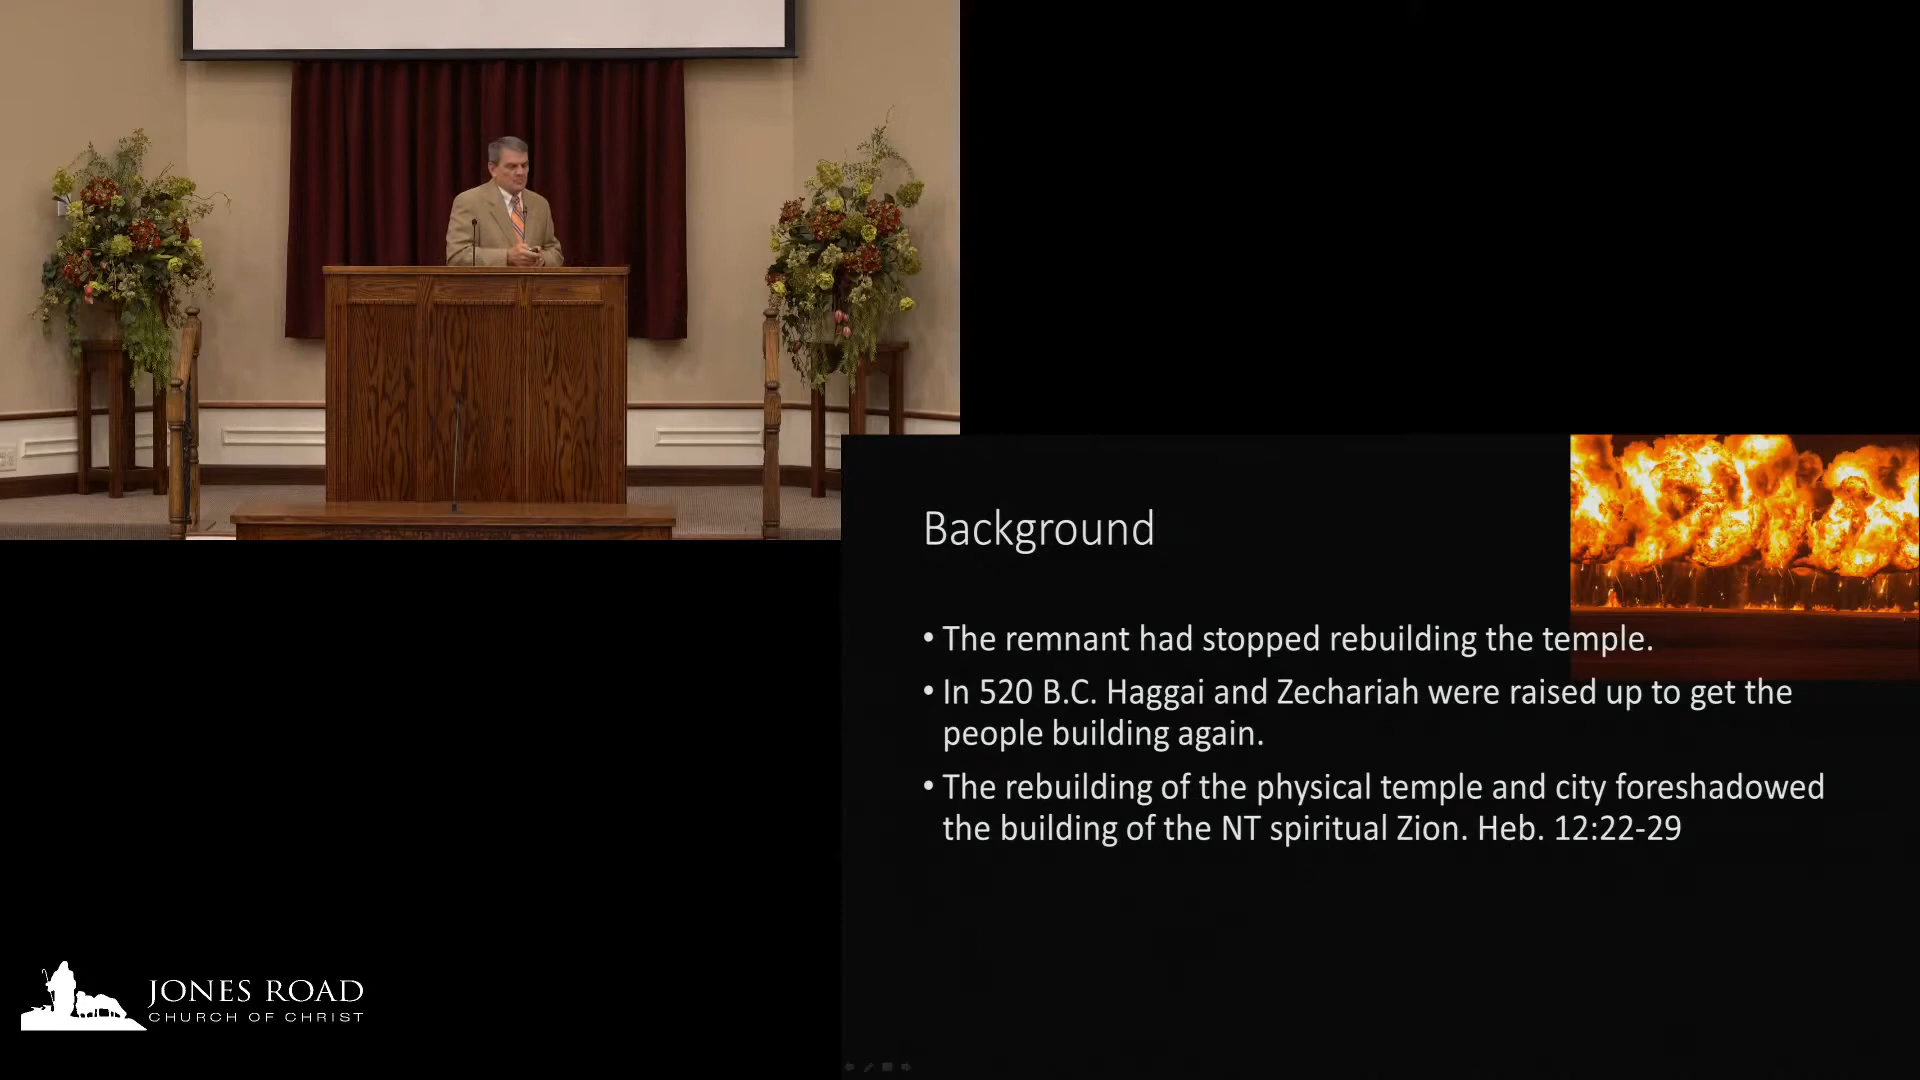 Background
• The remnant had stopped rebuilding the temple.
• In 520 B.C. Haggai and Zechariah were raised up to get the
people building again.
• The rebuilding of the physical temple and city foreshadowed
the building of the NT spiritual Zion. Heb. 12:22-29
JONES ROAD
CHURCH OF CHRIST